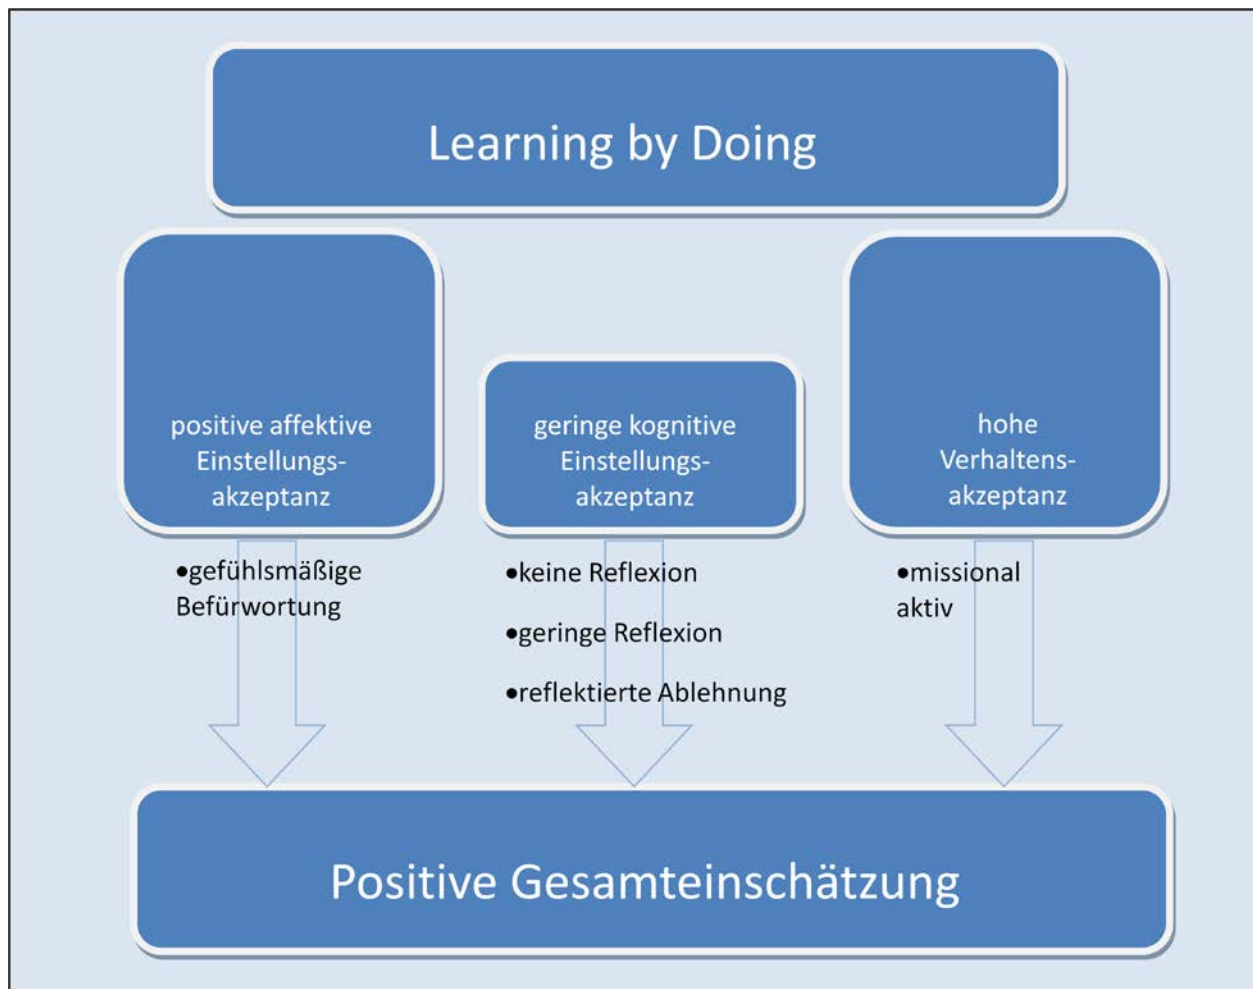 Learning by Doing
positive affektive
Einstellungs-
akzeptanz
geringe kognitive
Einstellungs-
akzeptanz
hohe
Verhaltens-
akzeptanz
•gefühlsmäßige
Befürwortung
•keine Reflexion
•geringe Reflexion
•reflektierte Ablehnung
•missional
aktiv
Positive Gesamteinschätzung